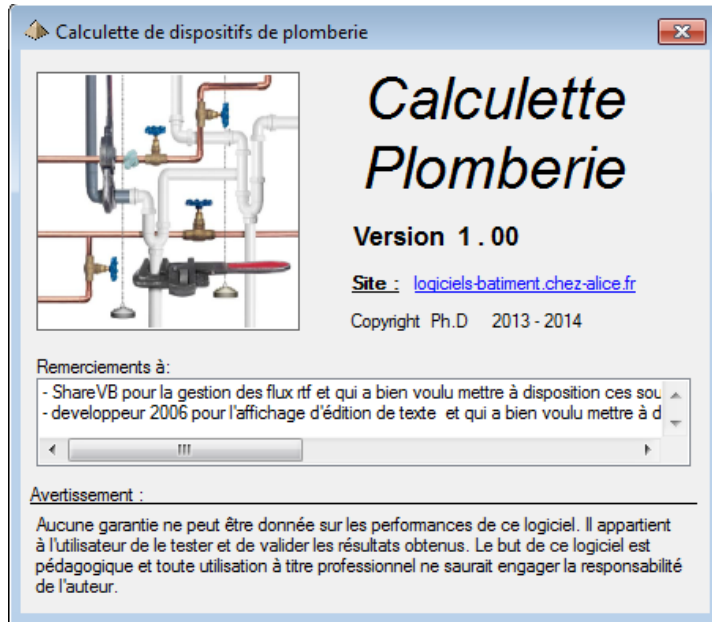 Calculette de dispositifs de plomberie
Calculette
Plomberie
Version 1 . 00
Site : logiciels-batiment.chez-alice.fr
Copyright Ph.D 2013 - 2014
Remerciements à:
- ShareVB pour la gestion des flux rtf et qui a bien voulu mettre à disposition ces sou
- developpeur 2006 pour l'affichage d'édition de texte et qui a bien voulu mettre à d
Avertissement :
Aucune garantie ne peut être donnée sur les performances de ce logiciel. Il appartient
à l'utilisateur de le tester et de valider les résultats obtenus. Le but de ce logiciel est
pédagogique et toute utilisation à titre professionnel ne saurait engager la responsabilité
de l'auteur.